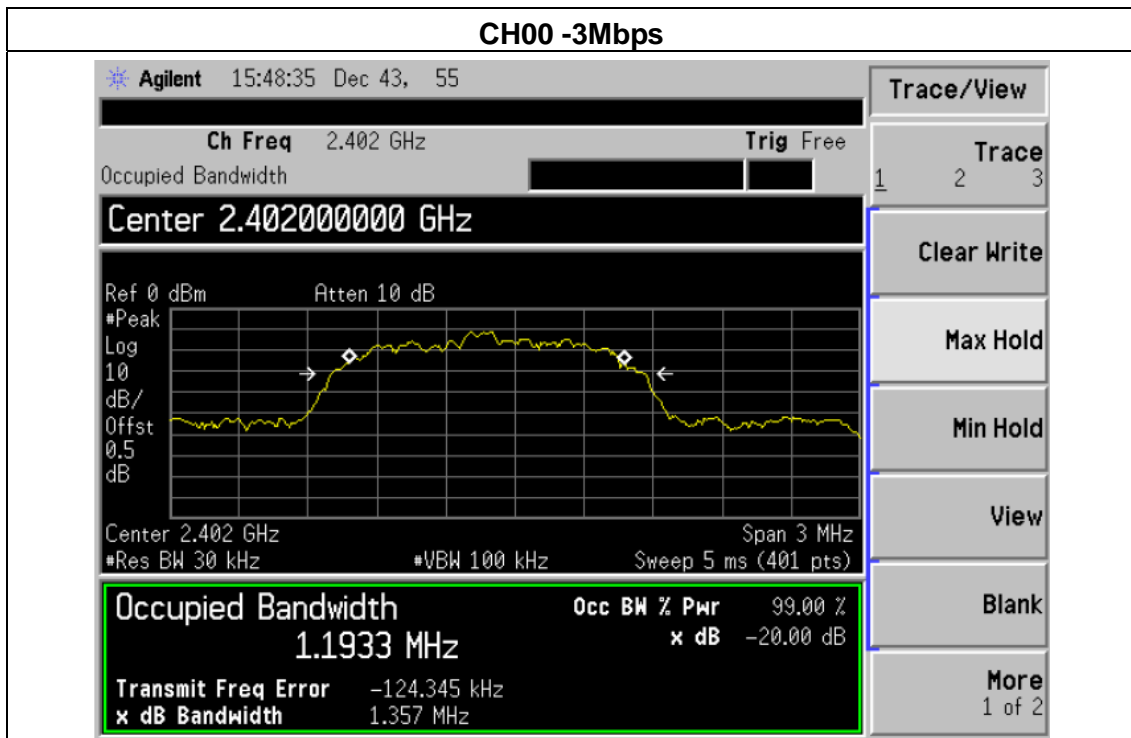 CH00 -3Mbps
Agilent 15:48:35 Dec 43, 55
Trace/View
Ch Freq 2.402 GHz Trig Free
Occupied Bandwidth
Trace
1 2 3
Center 2.402000000 GHz
Clear Write
Ref 0 dBm Atten 10 dB
#Peak
Log
10
dB/
Offst
0.5
dB
Max Hold
Min Hold
Center 2.402 GHz Span 3 MHz
#Res BW 30 kHz #VBW 100 kHz Sweep 5 ms (401 pts)
View
Occupied Bandwidth Occ BW % Pwr 99.00 %
1.1933 MHz x dB -20.00 dB
Blank
Transmit Freq Error -124.345 kHz
x dB Bandwidth 1.357 MHz
More
1 of 2